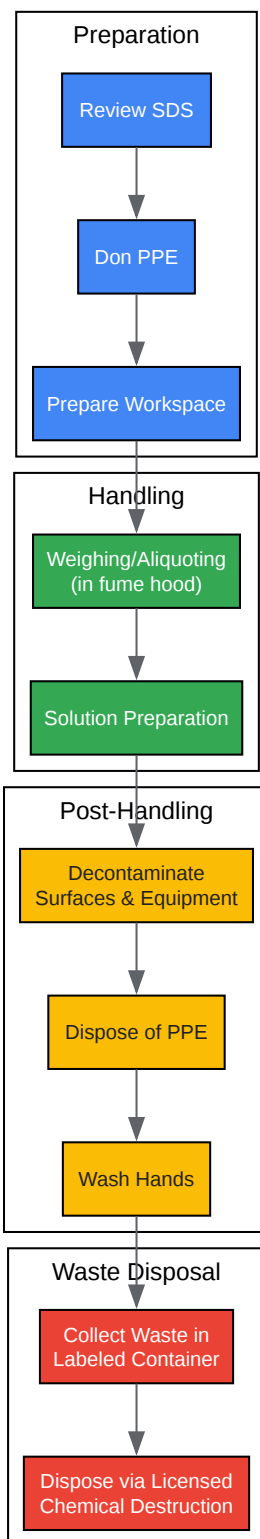 Preparation
Review SDS
Don PPE
Prepare Workspace
Handling
Weighing/Aliquoting
(in fume hood)
Solution Preparation
Post-Handling
Decontaminate
Surfaces & Equipment
Dispose of PPE
Wash Hands
Waste Disposal
Collect Waste in
Labeled Container
Dispose via Licensed
Chemical Destruction